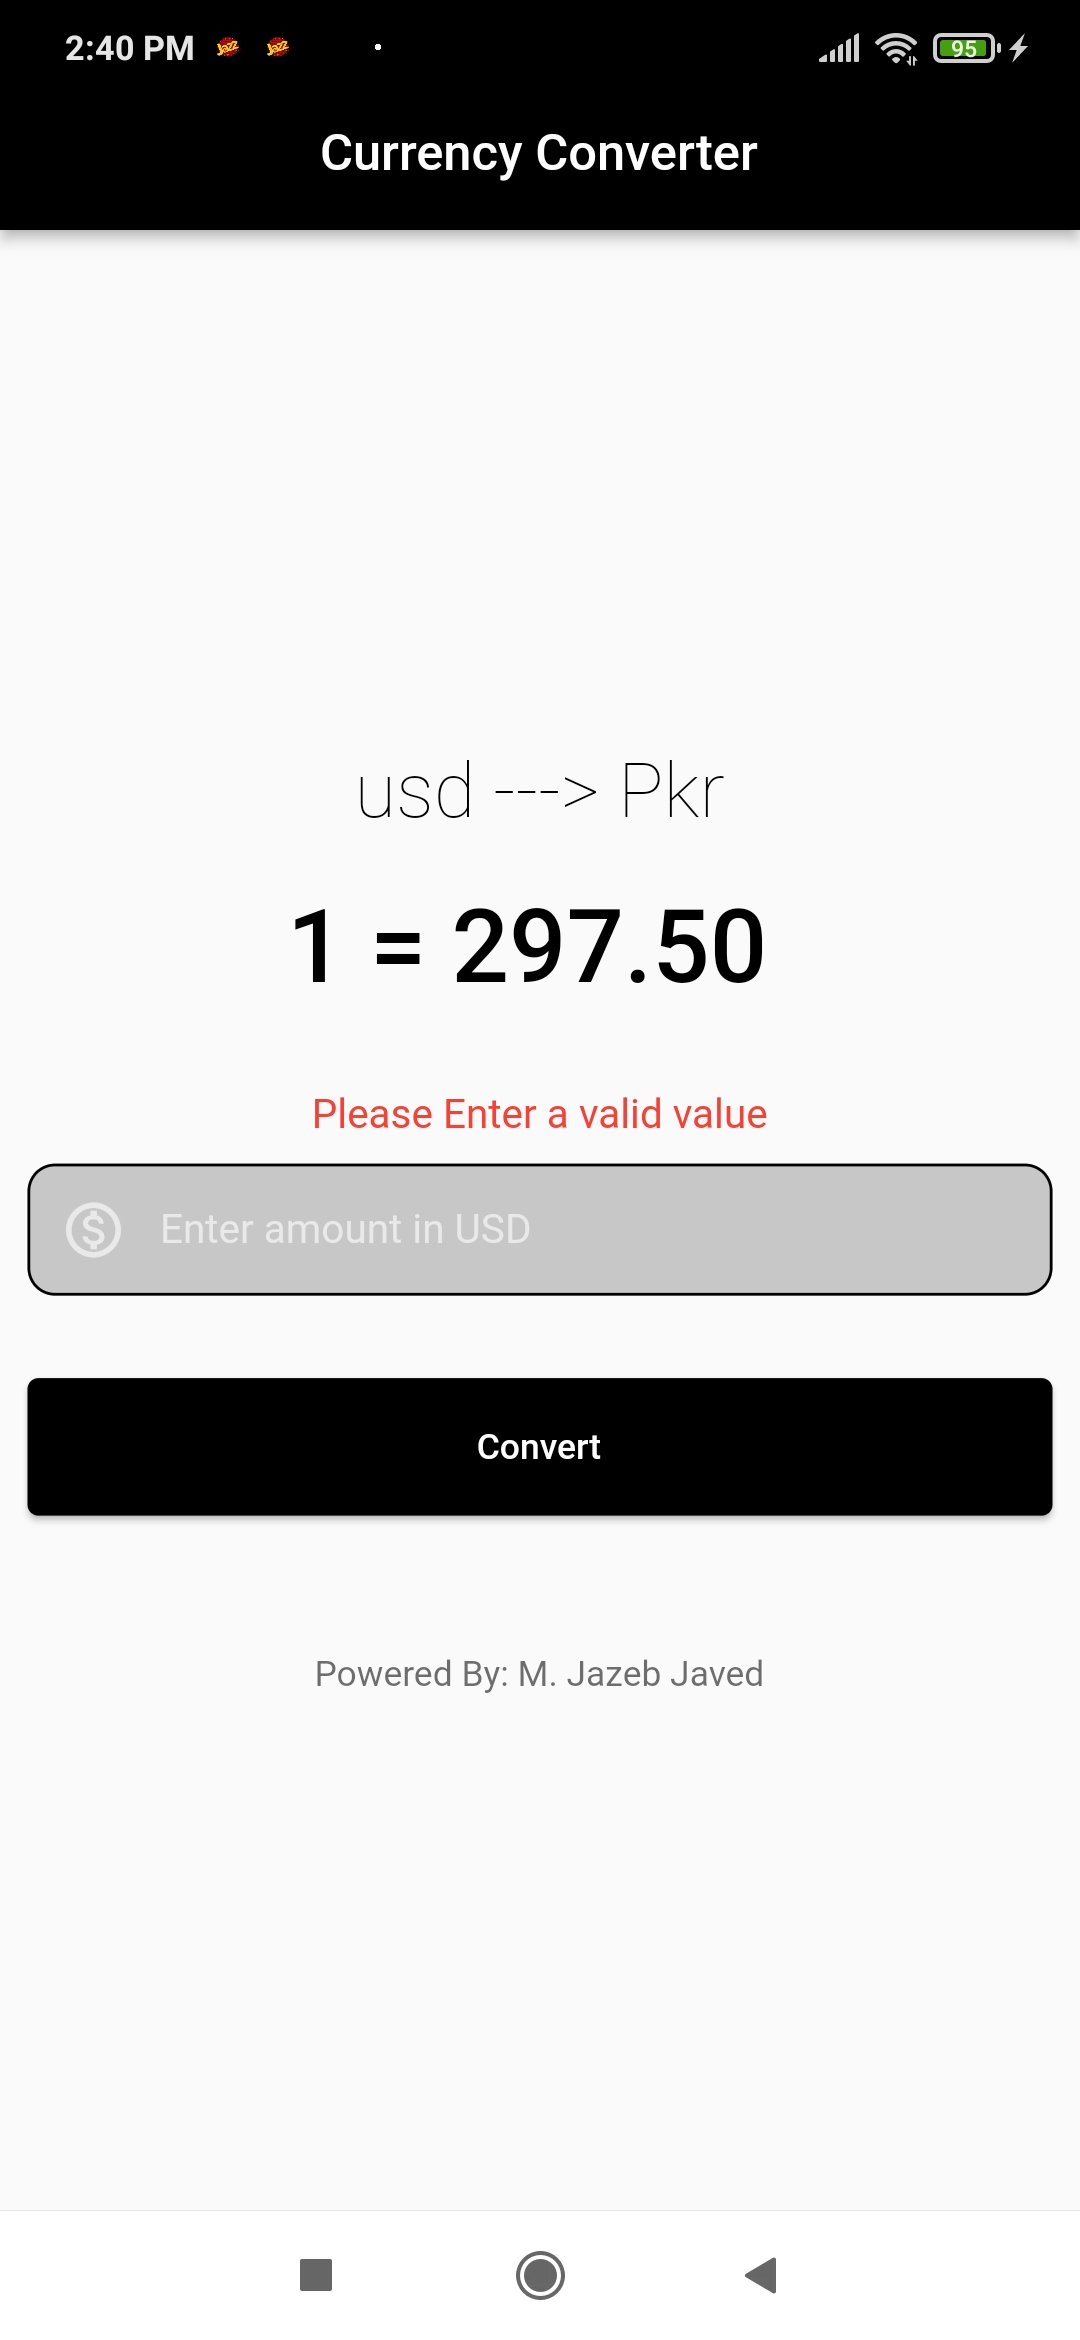 2:40 PM Jazz Jazz 95
Currency Converter
usd ---> Pkr
1 = 297.50
Please Enter a valid value
Enter amount in USD
Convert
Powered By: M. Jazeb Javed